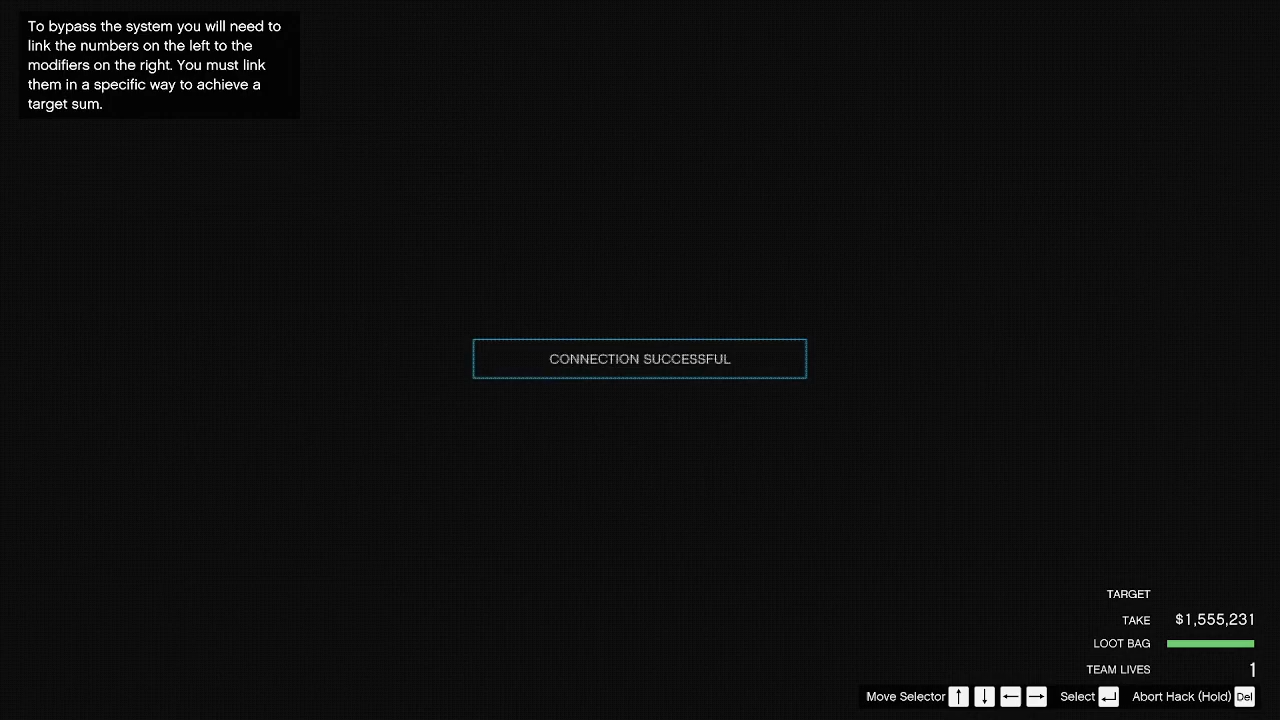 To bypass the system you will need to
link the numbers on the left to the
modifiers on the right. You must link
them in a specific way to achieve a
target sum.
CONNECTION SUCCESSFUL
TARGET
TAKE $1,555,231
LOOT BAG
TEAM LIVES 1
Move Selector ↑ ↓ ← → Select ↵ Abort Hack (Hold) Del